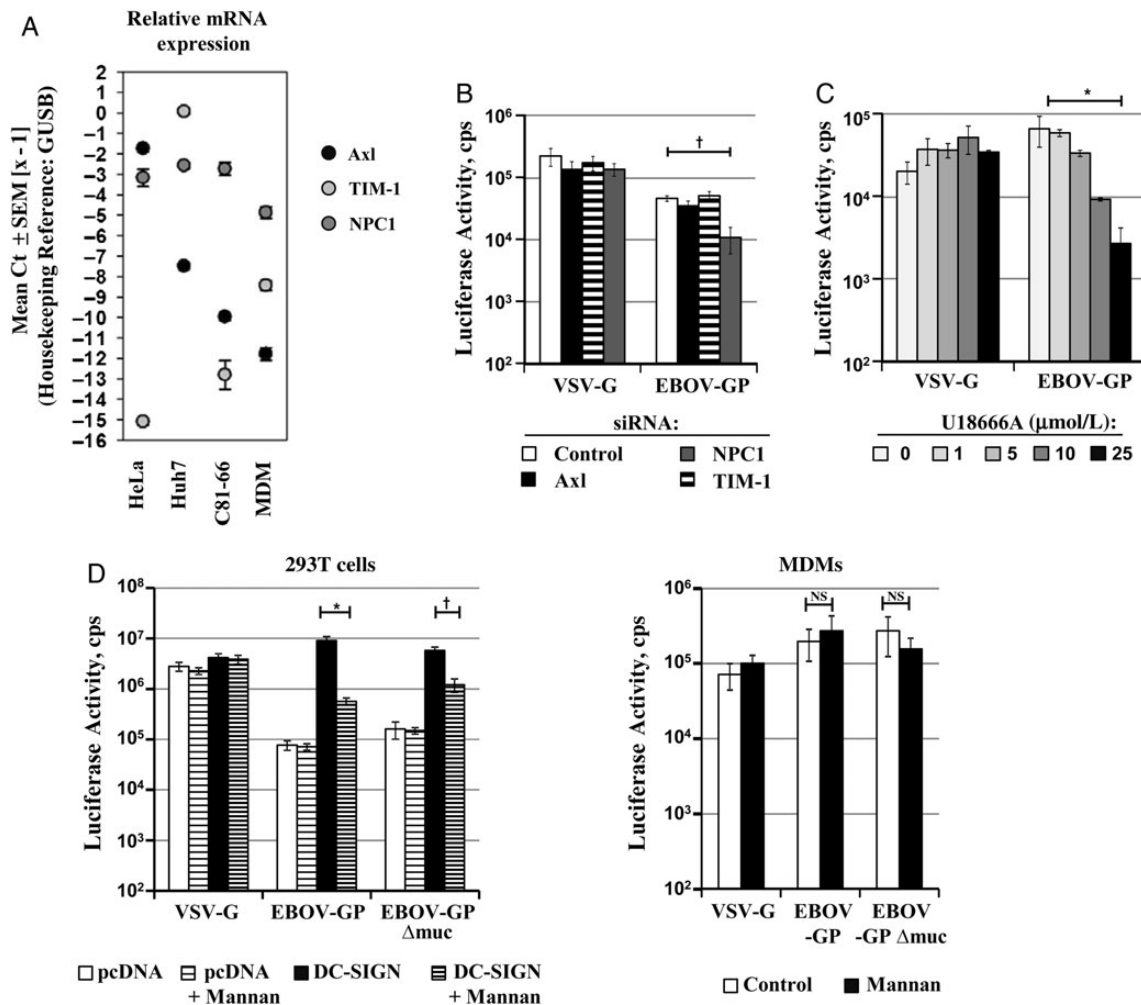 A
Relative mRNA
expression
Mean Ct ± SEM [x - 1]
(Housekeeping Reference: GUSB)
2
1
0
−1
−2
−3
−4
−5
−6
−7
−8
−9
−10
−11
−12
−13
−14
−15
−16
HeLa
Huh7
C81-66
MDM
Axl
TIM-1
NPC1
B
Luciferase Activity, cps
10⁶
10⁵
10⁴
10³
10²
†
VSV-G EBOV-GP
siRNA:
Control NPC1
Axl TIM-1
C
Luciferase Activity, cps
10⁵
10⁴
10³
10²
*
VSV-G EBOV-GP
U18666A (µmol/L):
0 1 5 10 25
D
293T cells
Luciferase Activity, cps
10⁸
10⁷
10⁶
10⁵
10⁴
10³
10²
* †
VSV-G EBOV-GP EBOV-GP
Δmuc
pcDNA pcDNA DC-SIGN DC-SIGN
+ Mannan + Mannan
MDMs
Luciferase Activity, cps
10⁶
10⁵
10⁴
10³
10²
NS NS
VSV-G EBOV EBOV
-GP -GP Δmuc
Control Mannan